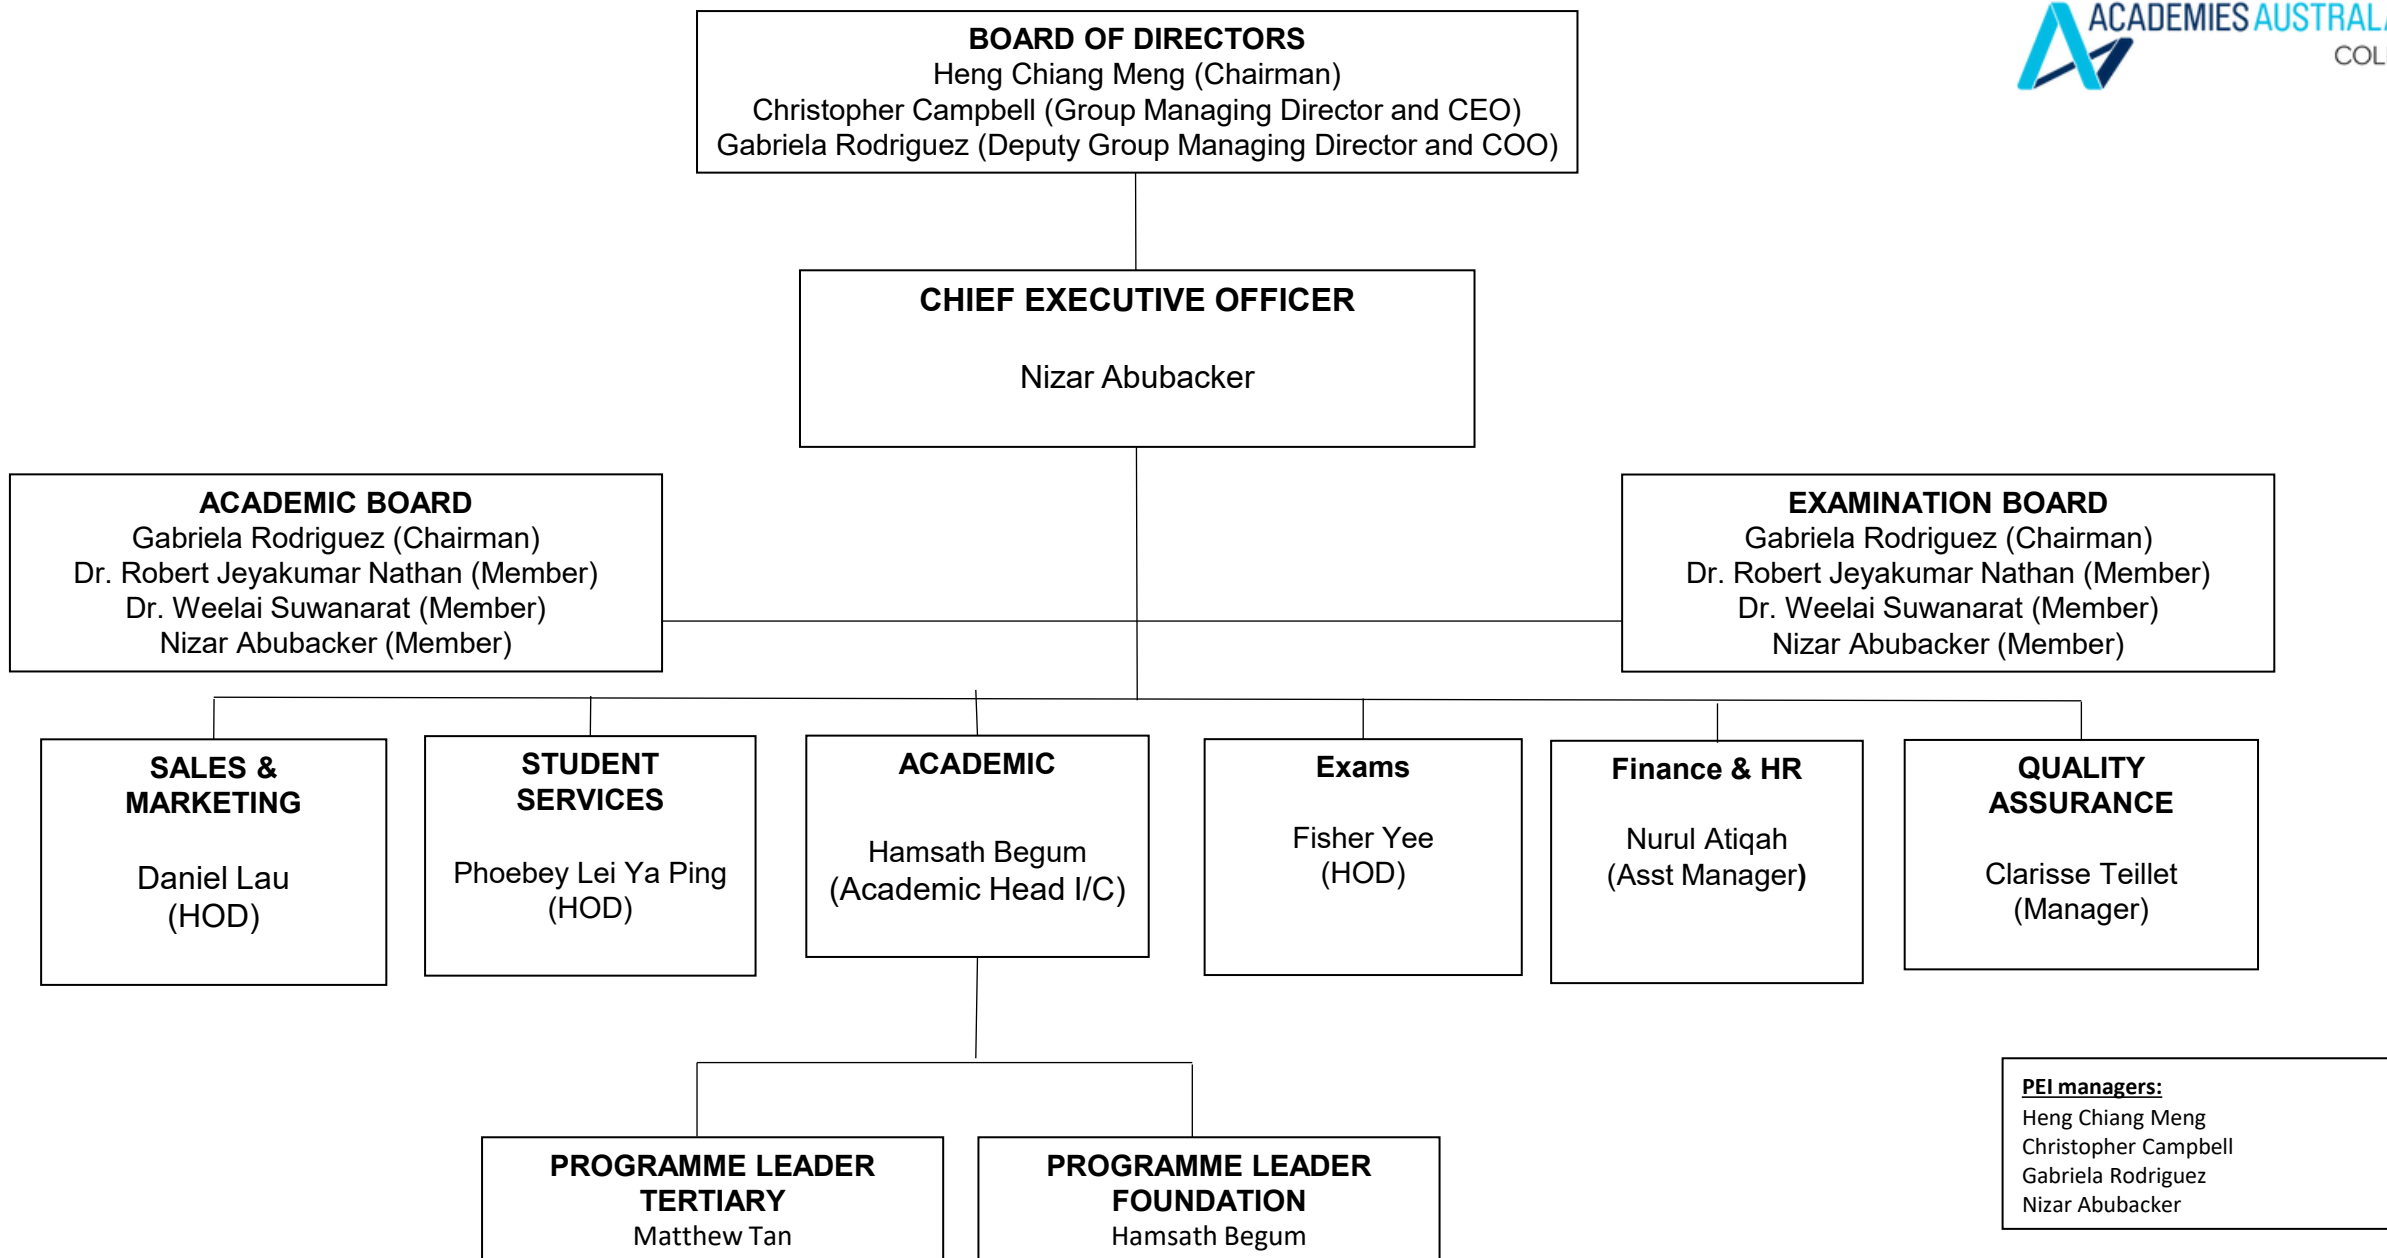 ACADEMIES
COL
BOARD OF DIRECTORS
Heng Chiang Meng (Chairman)
Christopher Campbell (Group Managing Director and CEO)
Gabriela Rodriguez (Deputy Group Managing Director and COO)
CHIEF EXECUTIVE OFFICER
Nizar Abubacker
ACADEMIC BOARD
Gabriela Rodriguez (Chairman)
Dr. Robert Jeyakumar Nathan (Member)
Dr. Weelai Suwanarat (Member)
Nizar Abubacker (Member)
EXAMINATION BOARD
Gabriela Rodriguez (Chairman)
Dr. Robert Jeyakumar Nathan (Member)
Dr. Weelai Suwanarat (Member)
Nizar Abubacker (Member)
SALES &
MARKETING
Daniel Lau
(HOD)
STUDENT
SERVICES
Phoebey Lei Ya Ping
(HOD)
ACADEMIC
Hamsath Begum
(Academic Head I/C)
Exams
Fisher Yee
(HOD)
Finance & HR
Nurul Atiqah
(Asst Manager)
QUALITY
ASSURANCE
Clarisse Teillet
(Manager)
PROGRAMME LEADER
TERTIARY
Matthew Tan
PROGRAMME LEADER
FOUNDATION
Hamsath Begum
PEI managers:
Heng Chiang Meng
Christopher Campbell
Gabriela Rodriguez
Nizar Abubacker